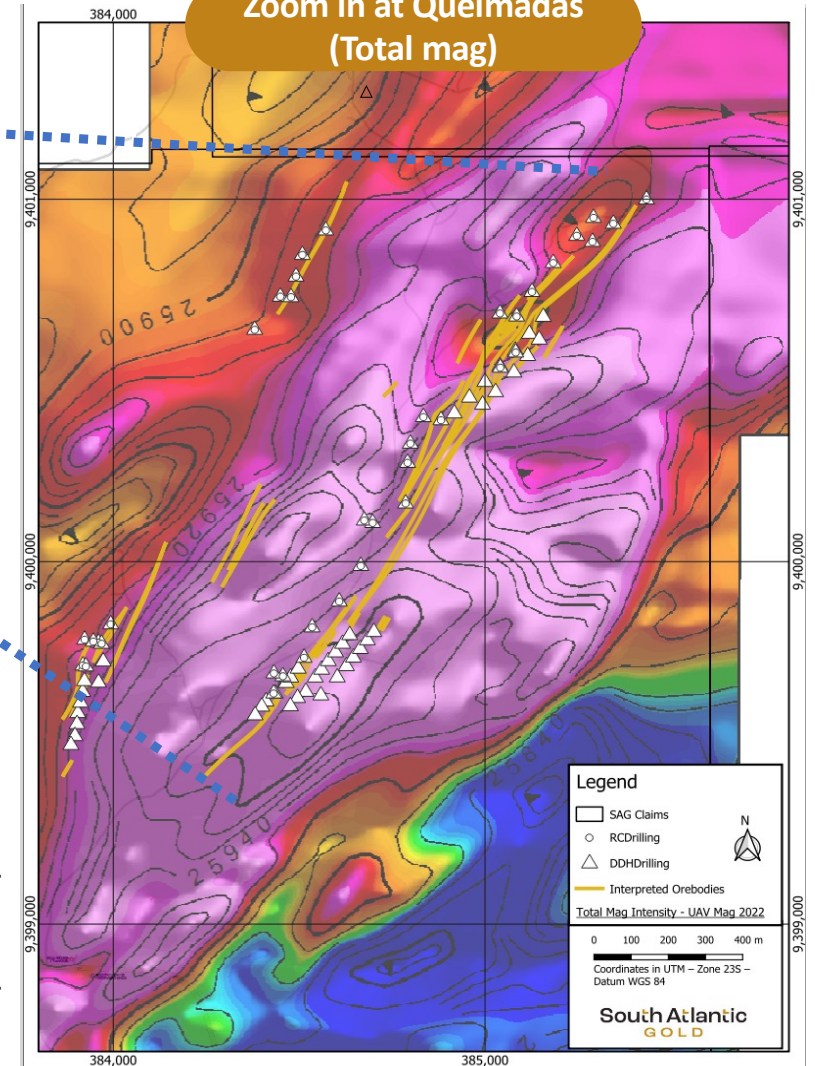 Zoom in at Queimadas
(Total mag)
384,000
9,401,000
9,401,000
25900
25920
9,400,000
9,400,000
25840
25940
Legend
SAG Claims
RCDrilling
DDHDrilling
N
Interpreted Orebodies
Total Mag Intensity - UAV Mag 2022
9,399,000
9,399,000
0 100 200 300 400 m
Coordinates in UTM – Zone 23S –
Datum WGS 84
South Atlantic
GOLD
384,000
385,000